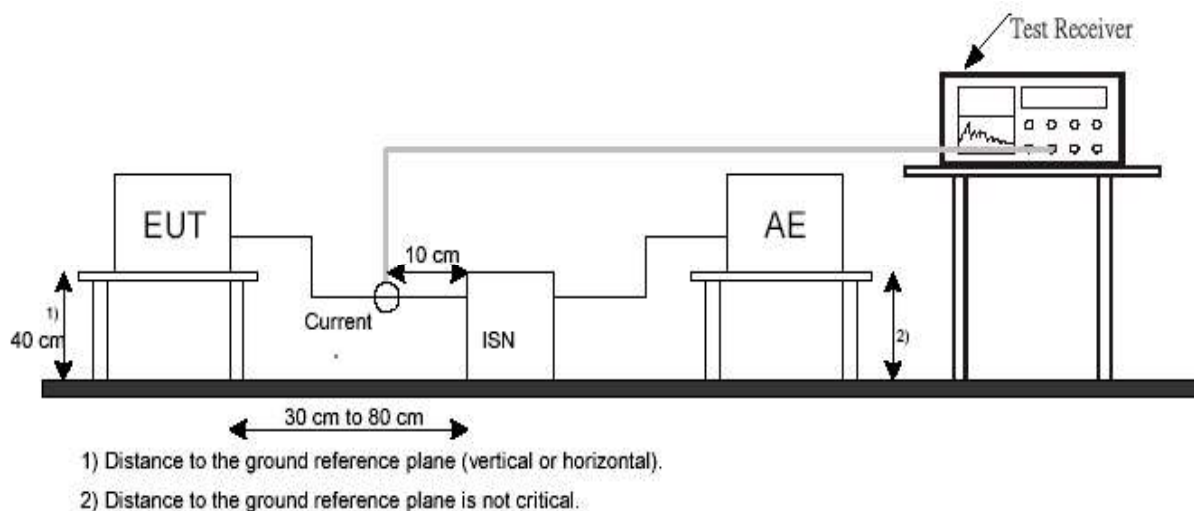 Test Receiver
EUT
AE
10 cm
1)
40 cm
Current
ISN
2)
30 cm to 80 cm
1) Distance to the ground reference plane (vertical or horizontal).
2) Distance to the ground reference plane is not critical.